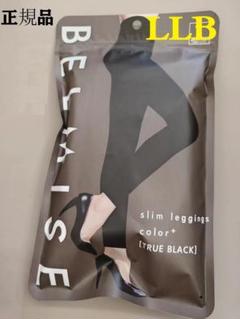 正規品
LLB
BELMISE
slim leggings
color+
[TRUE BLACK]